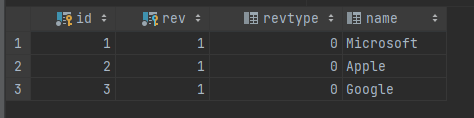 id rev revtype name
1 1 1 0 Microsoft
2 2 1 0 Apple
3 3 1 0 Google